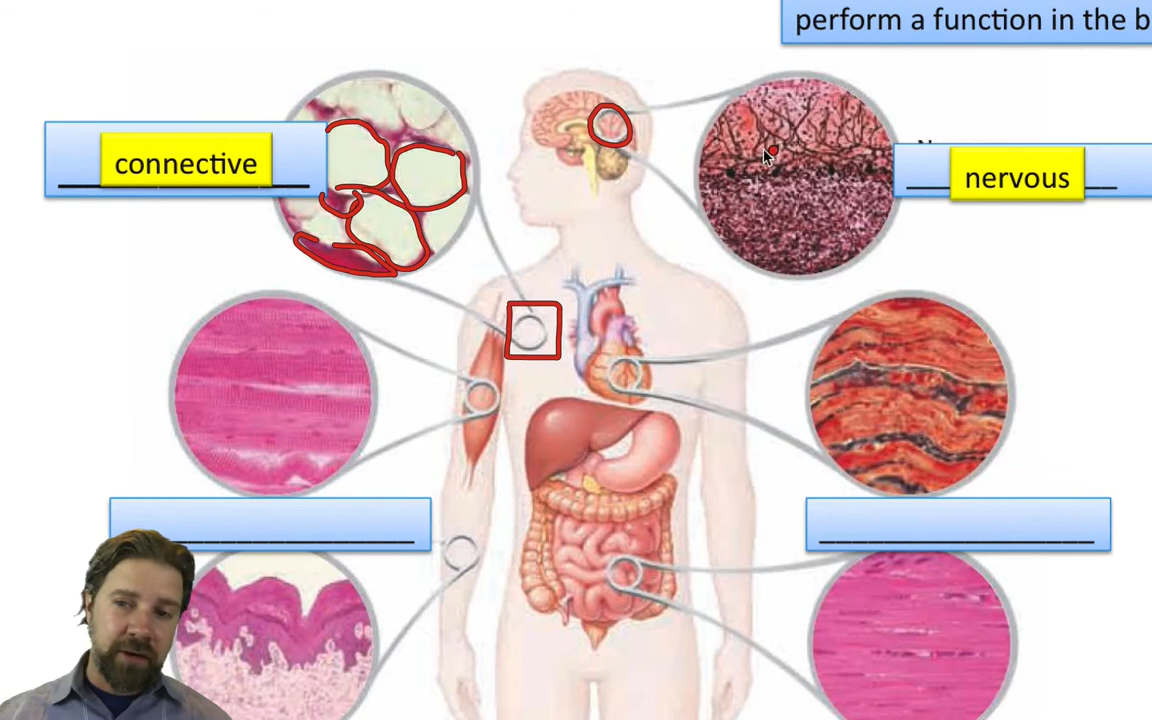 perform a function in the b
connective
nervous